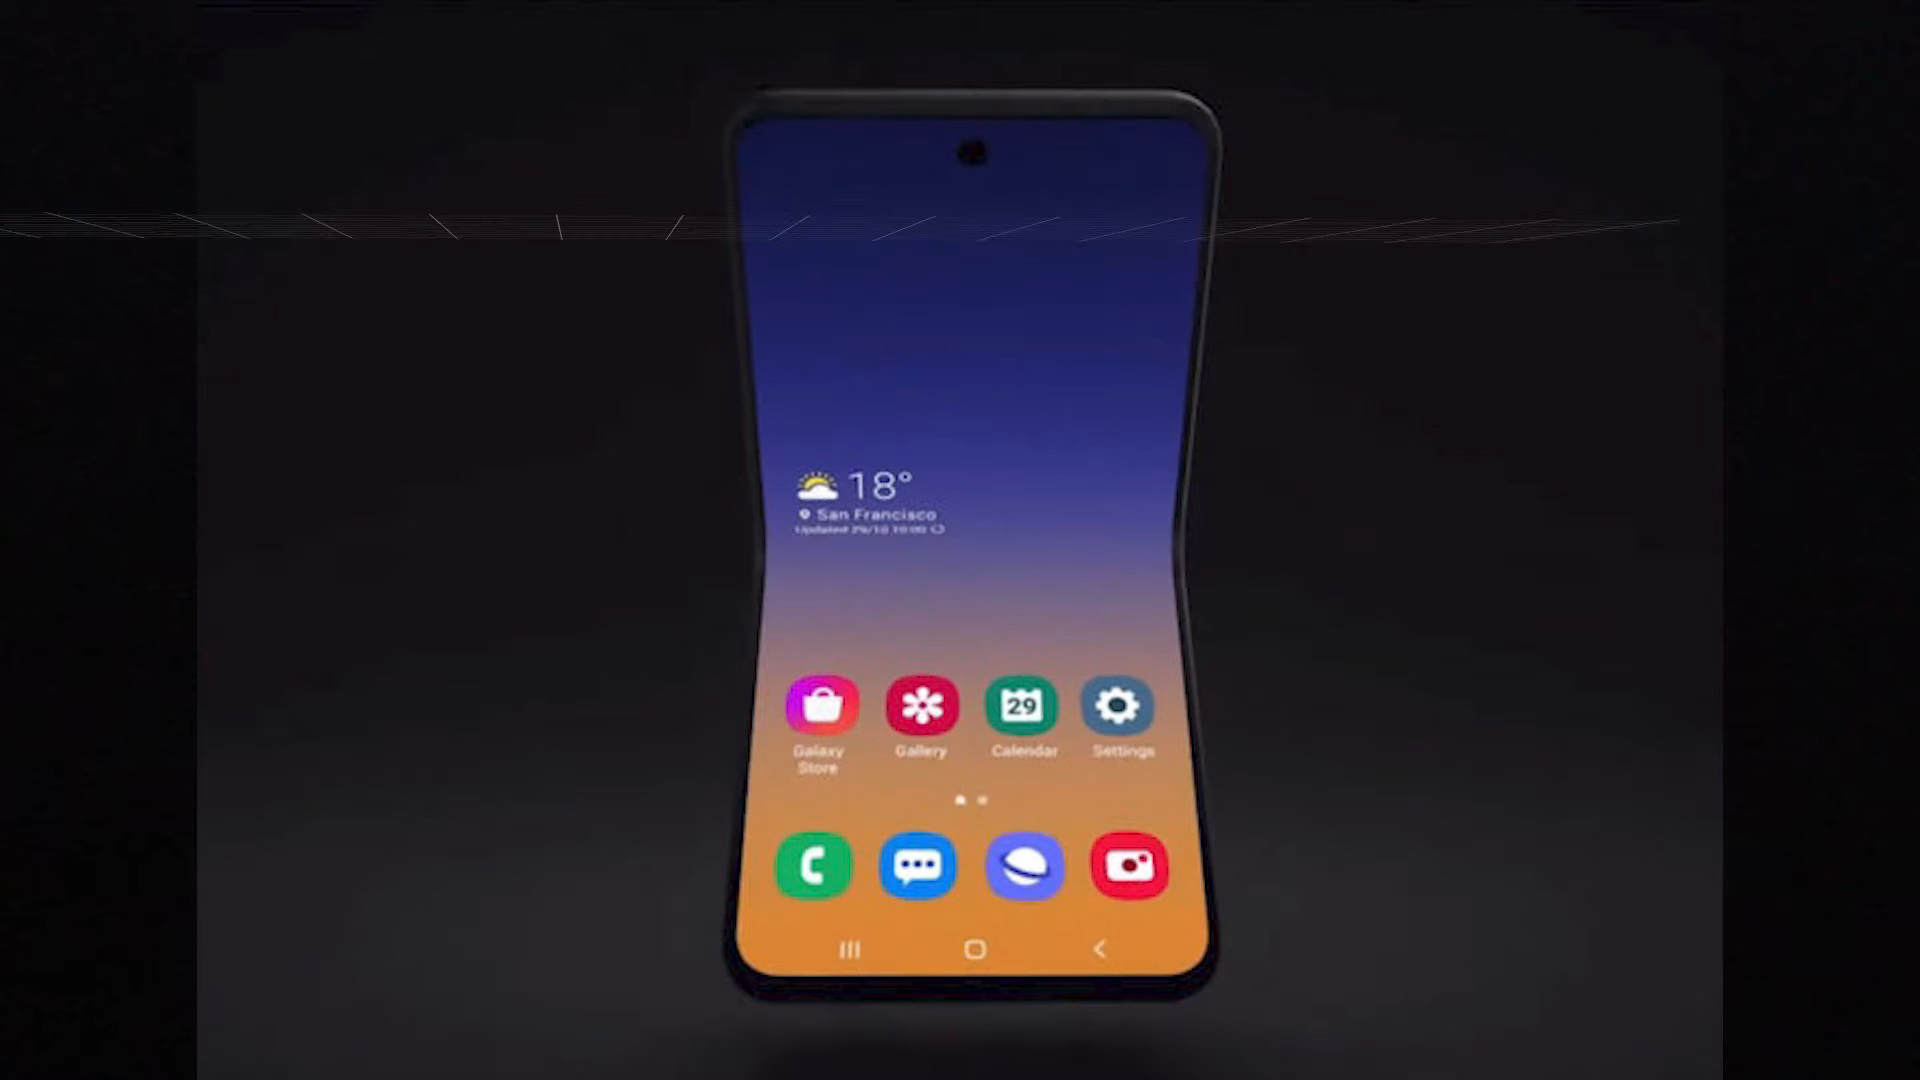 18°
San Francisco
Galaxy
Store
Gallery
29
Calendar
Settings